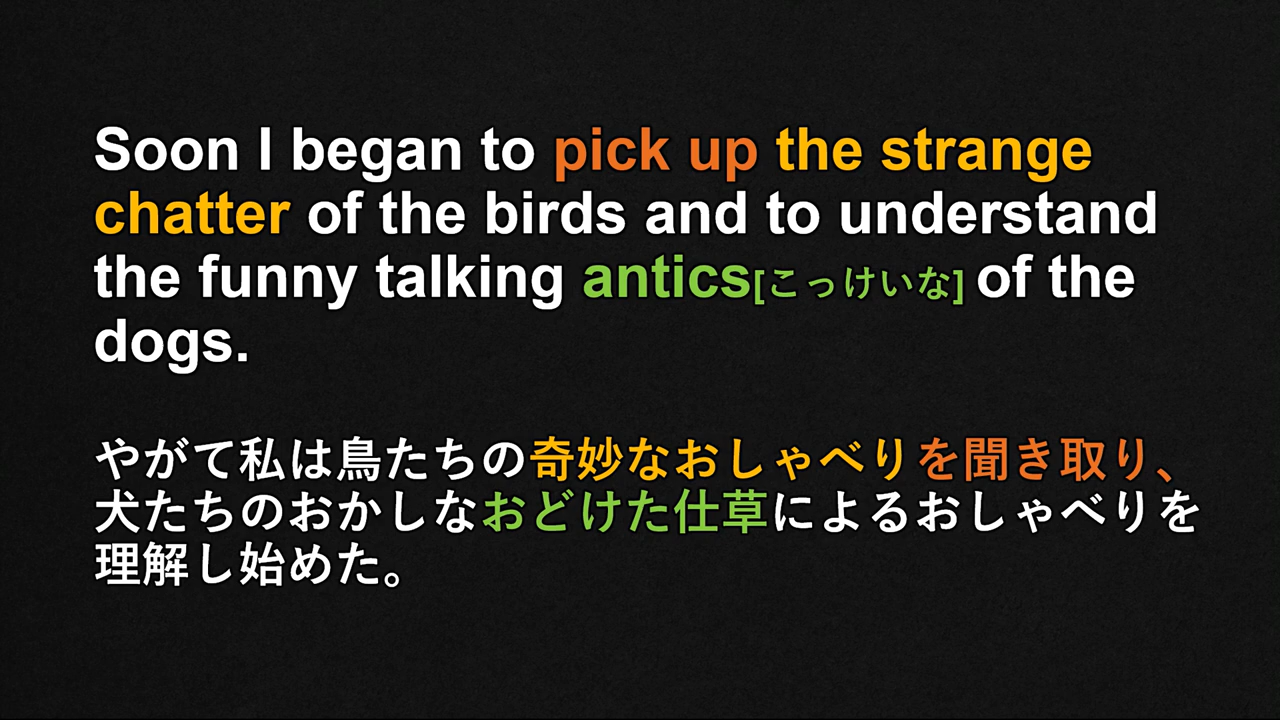 Soon I began to pick up the strange
chatter of the birds and to understand
the funny talking antics[こっけいな] of the
dogs.
やがて私は鳥たちの奇妙なおしゃべりを聞き取り、
犬たちのおかしなおどけた仕草によるおしゃべりを
理解し始めた。